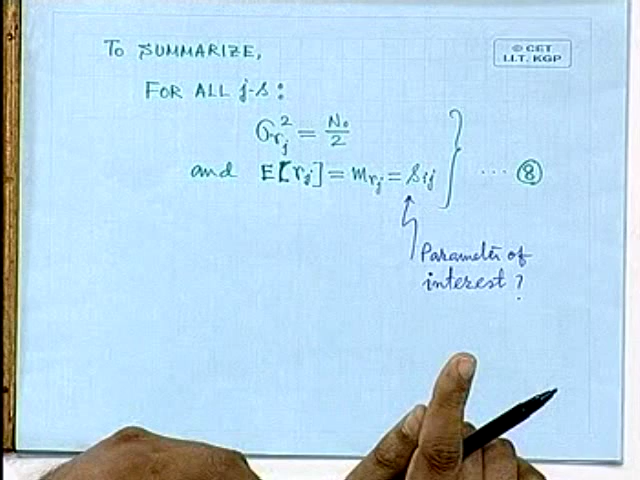 TO SUMMARIZE,
© CET
I.I.T. KGP
FOR ALL j-s:
σ_{r_j}^2 = N_0/2
and E[r_j] = m_{r_j} = s_{ij} ... ⑧
Parameter of
interest?